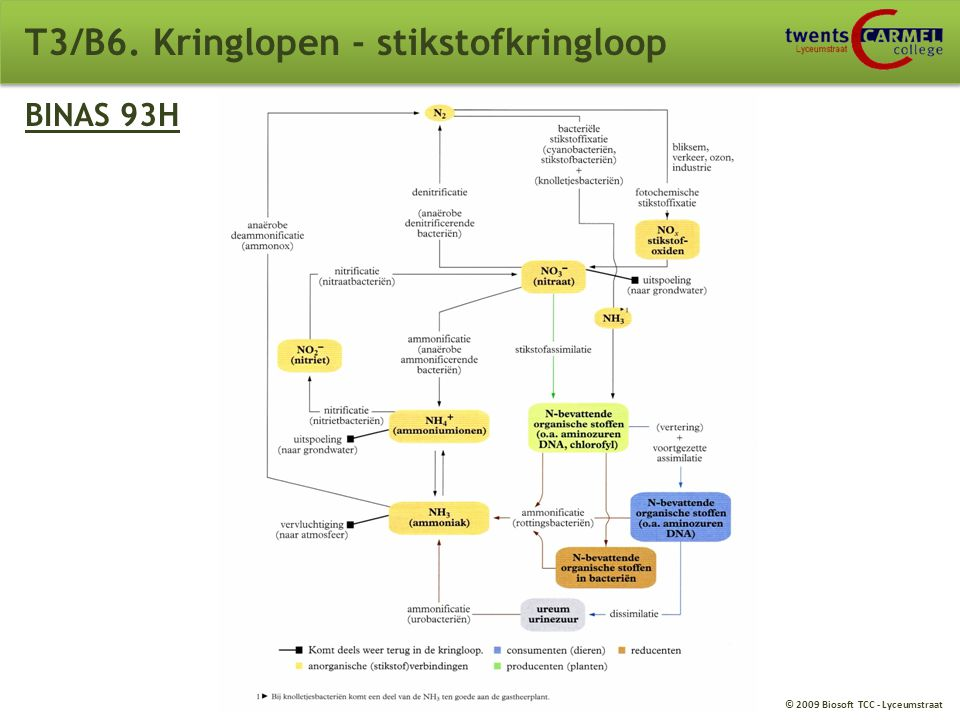 T3/B6. Kringlopen - stikstofkringloop
twents CARMEL
Lyceumstraat college
BINAS 93H
N₂
bacteriële
stikstoffixatie
(cyanobacteriën,
stikstofbacteriën)
+
(knolletjesbacteriën)
bliksem,
verkeer, ozon,
industrie
denitrificatie
(anaërobe
denitrificerende
bacteriën)
fotochemische
stikstoffixatie
anaërobe
deammonificatie
(ammonox)
NOₓ
stikstof-
oxiden
nitrificatie
(nitraatbacteriën)
NO₃⁻
(nitraat)
uitspoeling
(naar grondwater)
►1
NH₃
NO₂⁻
(nitriet)
ammonificatie
(anaërobe
ammonificerende
bacteriën)
stikstofassimilatie
nitrificatie
(nitrietbacteriën)
NH₄⁺
(ammoniumionen)
uitspoeling
(naar grondwater)
N-bevattende
organische stoffen
(o.a. aminozuren
DNA, chlorofyl)
(vertering)
+
voortgezette
assimilatie
NH₃
(ammoniak)
vervluchtiging
(naar atmosfeer)
ammonificatie
(rottingsbacteriën)
N-bevattende
organische stoffen
(o.a. aminozuren
DNA)
N-bevattende
organische stoffen
in bacteriën
ammonificatie
(urobacteriën)
ureum
urinezuur
dissimilatie
Komt deels weer terug in de kringloop.
consumenten (dieren)
reducenten
anorganische (stikstof)verbindingen
producenten (planten)
1 ► Bij knolletjesbacteriën komt een deel van de NH₃ ten goede aan de gastheerplant.
© 2009 Biosoft TCC - Lyceumstraat